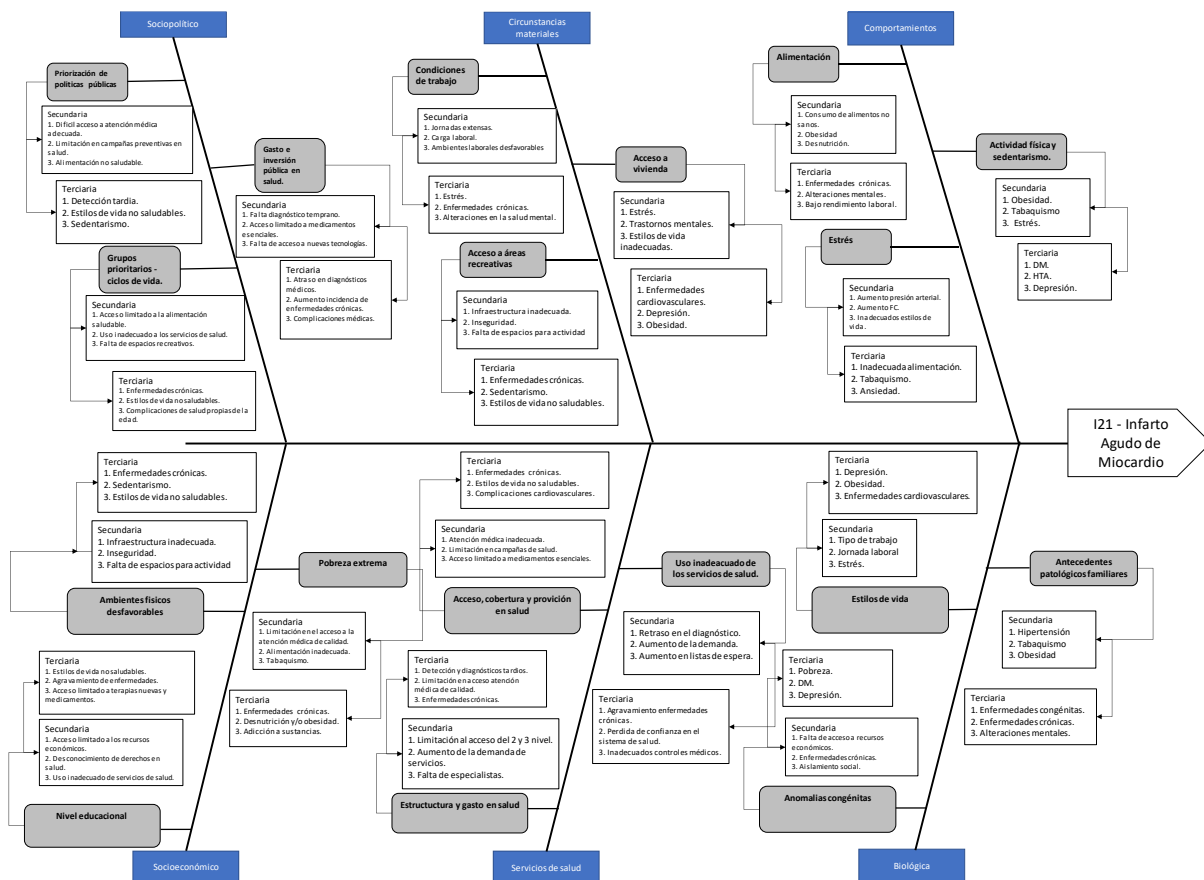 Sociopolítico
Circunstancias
materiales
Comportamientos
Priorización de
politicas públicas
Secundaria
1. Dificil acceso a atención médica
adecuada.
2. Limitación en campañas preventivas en
salud.
3. Alimentación no saludable.
Terciaria
1. Detección tardia.
2. Estilos de vida no saludables.
3. Sedentarismo.
Gasto e
inversión
pública en
salud.
Secundaria
1. Falta diagnóstico temprano.
2. Acceso limitado a medicamentos
esenciales.
3. Falta de acceso a nuevas tecnologías.
Terciaria
1. Atraso en diagnósticos
médicos.
2. Aumento incidencia de
enfermedades crónicas.
3. Complicaciones médicas.
Grupos
prioritarios -
ciclos de vida.
Secundaria
1. Acceso limitado a la alimentación
saludable.
2. Uso inadecuado a los servicios de salud.
3. Falta de espacios recreativos.
Terciaria
1. Enfermedades crónicas.
2. Estilos de vida no saludables.
3. Complicaciones de salud propias de la
edad.
Condiciones
de trabajo
Secundaria
1. Jornadas extensas.
2. Carga laboral.
3. Ambientes laborales desfavorables
Terciaria
1. Estrés.
2. Enfermedades crónicas.
3. Alteraciones en la salud mental.
Acceso a
vivienda
Secundaria
1. Estrés.
2. Trastornos mentales.
3. Estilos de vida
inadecuadas.
Terciaria
1. Enfermedades
cardiovasculares.
2. Depresión.
3. Obesidad.
Acceso a áreas
recreativas
Secundaria
1. Infraestructura inadecuada.
2. Inseguridad.
3. Falta de espacios para actividad
Terciaria
1. Enfermedades crónicas.
2. Sedentarismo.
3. Estilos de vida no saludables.
Alimentación
Secundaria
1. Consumo de alimentos no
sanos.
2. Obesidad
3. Desnutrición.
Terciaria
1. Enfermedades crónicas.
2. Alteraciones mentales.
3. Bajo rendimiento laboral.
Actividad física y
sedentarismo.
Secundaria
1. Obesidad.
2. Tabaquismo
3. Estrés.
Terciaria
1. DM.
2. HTA.
3. Depresión.
Estrés
Secundaria
1. Aumento presión arterial.
2. Aumento FC.
3. Inadecuados estilos de
vida.
Terciaria
1. Inadecuada alimentación.
2. Tabaquismo.
3. Ansiedad.
I21 - Infarto
Agudo de
Miocardio
Terciaria
1. Enfermedades crónicas.
2. Sedentarismo.
3. Estilos de vida no saludables.
Secundaria
1. Infraestructura inadecuada.
2. Inseguridad.
3. Falta de espacios para actividad
Ambientes físicos
desfavorables
Pobreza extrema
Secundaria
1. Limitación en el acceso a la
atención médica de calidad.
2. Alimentación inadecuada.
3. Tabaquismo.
Terciaria
1. Enfermedades crónicas.
2. Desnutrición y/o obesidad.
3. Adicción a sustancias.
Terciaria
1. Estilos de vida no saludables.
2. Agravamiento de enfermedades.
3. Acceso limitado a terapias nuevas y
medicamentos.
Secundaria
1. Acceso limitado a los recursos
económicos.
2. Desconocimiento de derechos en
salud.
3. Uso inadecuado de servicios de salud.
Nivel educacional
Socioeconómico
Terciaria
1. Enfermedades crónicas.
2. Estilos de vida no saludables.
3. Complicaciones cardiovasculares.
Secundaria
1. Atención médica inadecuada.
2. Limitación en campañas de salud.
3. Acceso limitado a medicamentos esenciales.
Acceso, cobertura y provición
en salud
Uso inadeacuado de
los servicios de salud.
Secundaria
1. Retraso en el diagnóstico.
2. Aumento de la demanda.
3. Aumento en listas de espera.
Terciaria
1. Agravamiento enfermedades
crónicas.
2. Perdida de confianza en el
sistema de salud.
3. Inadecuados controles médicos.
Terciaria
1. Detección y diagnósticos tardios.
2. Limitación en acceso atención
médica de calidad.
3. Enfermedades crónicas.
Secundaria
1. Limitación al acceso del 2 y 3 nivel.
2. Aumento de la demanda de
servicios.
3. Falta de especialistas.
Estructuctura y gasto en salud
Servicios de salud
Terciaria
1. Depresión.
2. Obesidad.
3. Enfermedades cardiovasculares.
Secundaria
1. Tipo de trabajo
2. Jornada laboral
3. Estrés.
Estilos de vida
Antecedentes
patológicos familiares
Secundaria
1. Hipertensión
2. Tabaquismo
3. Obesidad
Terciaria
1. Enfermedades congénitas.
2. Enfermedades crónicas.
3. Alteraciones mentales.
Terciaria
1. Pobreza.
2. DM.
3. Depresión.
Secundaria
1. Falta de acceso a recursos
económicos.
2. Enfermedades crónicas.
3. Aislamiento social.
Anomalias congénitas
Biológica